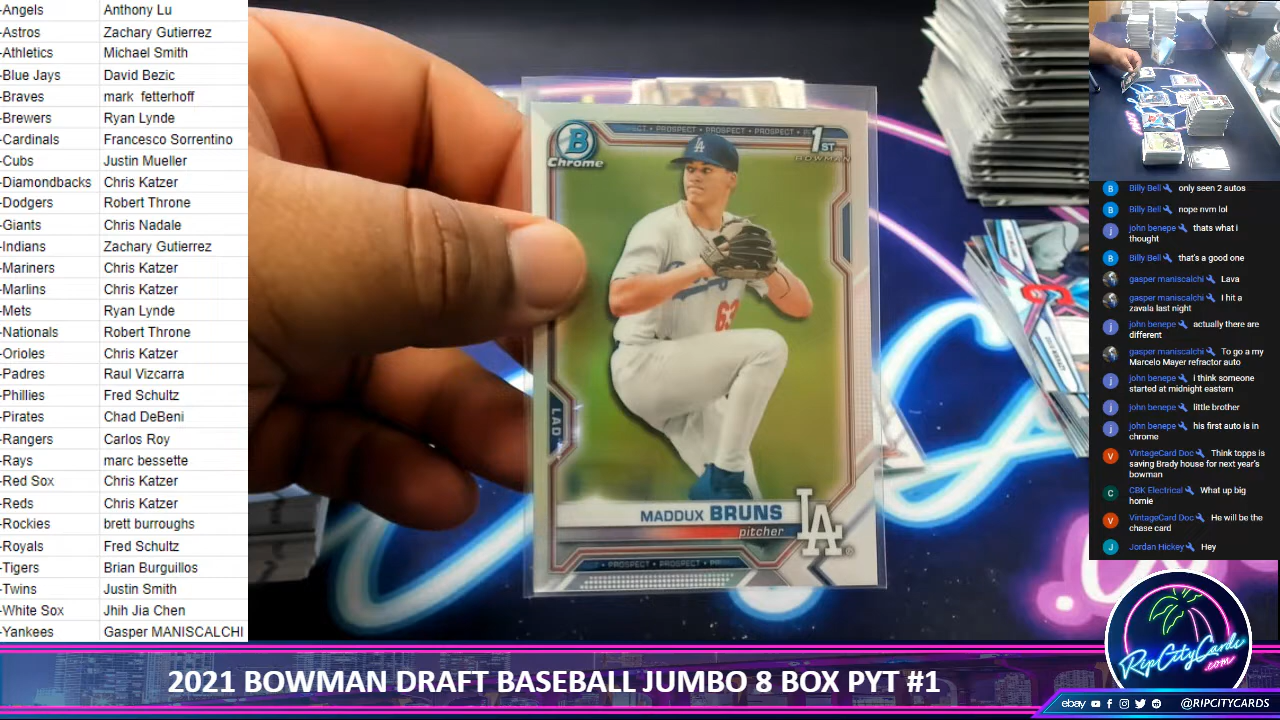 -Angels Anthony Lu
-Astros Zachary Gutierrez
-Athletics Michael Smith
-Blue Jays David Bezic
-Braves mark fetterhoff
-Brewers Ryan Lynde
-Cardinals Francesco Sorrentino
-Cubs Justin Mueller
-Diamondbacks Chris Katzer
-Dodgers Robert Throne
-Giants Chris Nadale
-Indians Zachary Gutierrez
-Mariners Chris Katzer
-Marlins Chris Katzer
-Mets Ryan Lynde
-Nationals Robert Throne
-Orioles Chris Katzer
-Padres Raul Vizcarra
-Phillies Fred Schultz
-Pirates Chad DeBeni
-Rangers Carlos Roy
-Rays marc bessette
-Red Sox Chris Katzer
-Reds Chris Katzer
-Rockies brett burroughs
-Royals Fred Schultz
-Tigers Brian Burguillos
-Twins Justin Smith
-White Sox Jhih Jia Chen
-Yankees Gasper MANISCALCHI
PROSPECT • PROSPECT • PROSPECT
B
Chrome
1ST
BOWMAN
LA
63
LAD
MADDUX BRUNS
pitcher
LA
PROSPECT • PROSPECT
B Billy Bell only seen 2 autos
B Billy Bell nope nvm lol
j john benepe thats what i
thought
B Billy Bell that's a good one
gasper maniscalchi Lava
gasper maniscalchi I hit a
zavala last night
j john benepe actually there are
different
gasper maniscalchi To go a my
Marcelo Mayer refractor auto
j john benepe i think someone
started at midnight eastern
j john benepe little brother
j john benepe his first auto is in
chrome
V VintageCard Doc Think topps is
saving Brady house for next year's
bowman
C CBK Electrical What up big
homie
V VintageCard Doc He will be the
chase card
J Jordan Hickey Hey
RipCityCards
.com
2021 BOWMAN DRAFT BASEBALL JUMBO 8 BOX PYT #1
ebay @RIPCITYCARDS